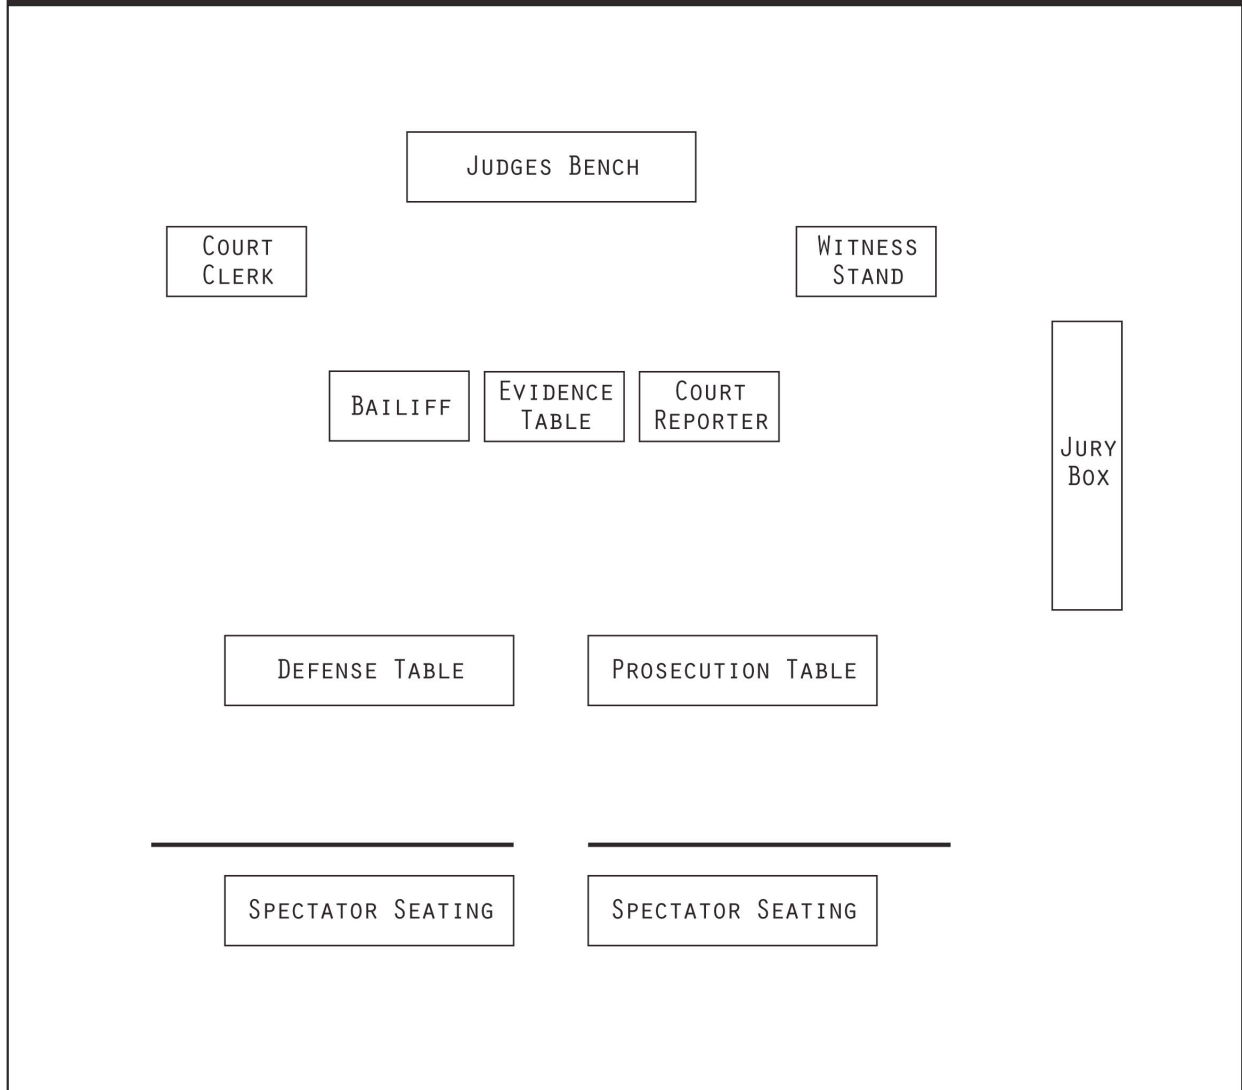 JUDGES BENCH
COURT
CLERK
WITNESS
STAND
BAILIFF
EVIDENCE
TABLE
COURT
REPORTER
JURY
BOX
DEFENSE TABLE
PROSECUTION TABLE
SPECTATOR SEATING
SPECTATOR SEATING